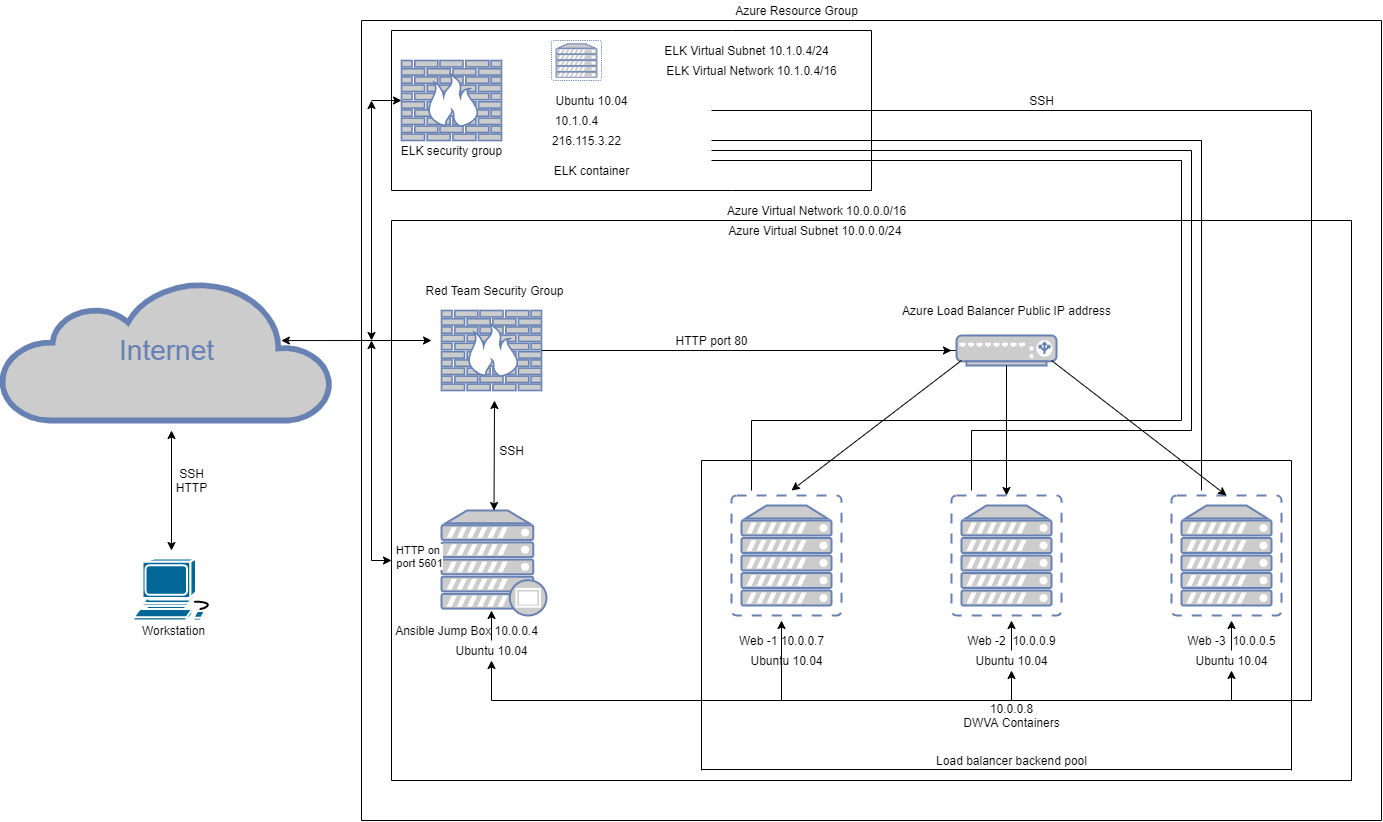 Azure Resource Group
ELK Virtual Subnet 10.1.0.4/24
ELK Virtual Network 10.1.0.4/16
Ubuntu 10.04
10.1.0.4
216.115.3.22
ELK container
ELK security group
SSH
Azure Virtual Network 10.0.0.0/16
Azure Virtual Subnet 10.0.0.0/24
Red Team Security Group
Azure Load Balancer Public IP address
HTTP port 80
Internet
SSH
SSH
HTTP
HTTP on
port 5601
Workstation
Ansible Jump Box 10.0.0.4
Ubuntu 10.04
Web -1 10.0.0.7
Ubuntu 10.04
Web -2 10.0.0.9
Ubuntu 10.04
Web -3 10.0.0.5
Ubuntu 10.04
10.0.0.8
DWVA Containers
Load balancer backend pool